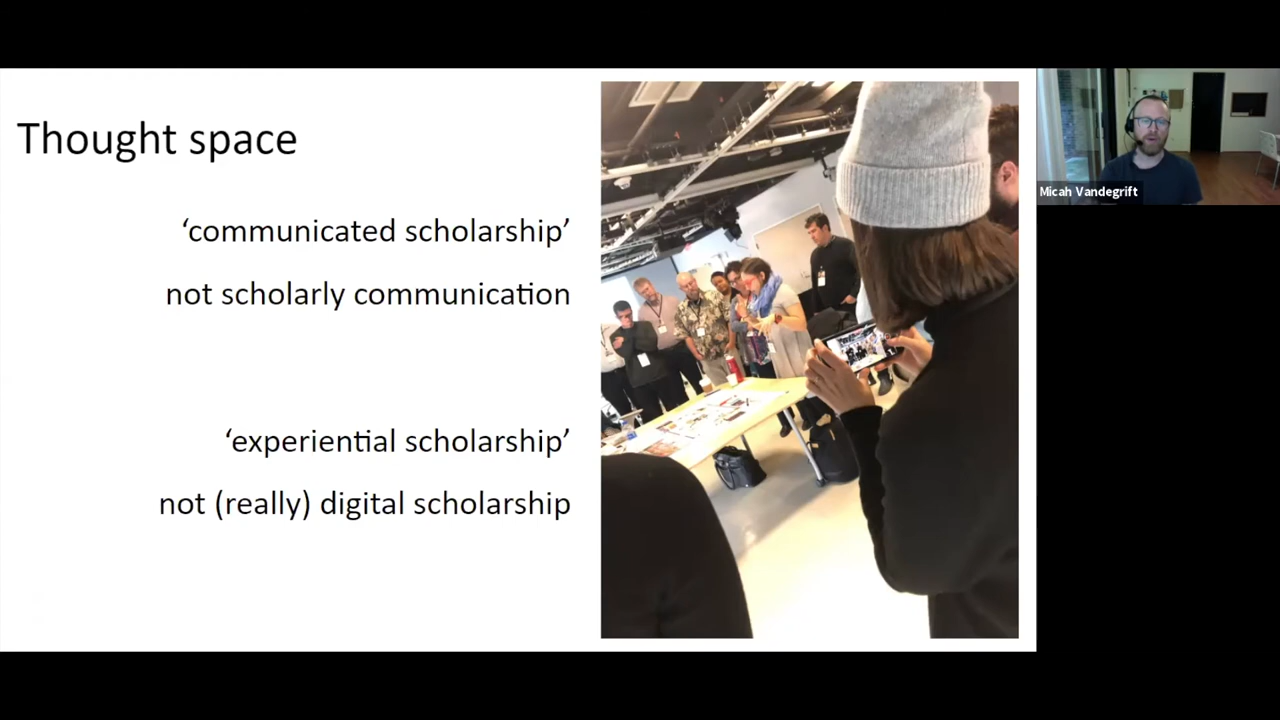 Thought space
‘communicated scholarship’
not scholarly communication
‘experiential scholarship’
not (really) digital scholarship
Micah Vandegrift